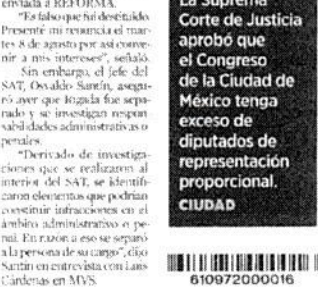 enviada a REFORMA.
"Es falso que fui destituido.
Presenté mi renuncia el mar-
tes 8 de agosto por así conve-
nir a mis intereses", señaló.
Sin embargo, el jefe del
SAT, Osvaldo Santín, asegu-
ró ayer que Iogada fue sepa-
rado y se investigan respon-
sabilidades administrativas o
penales.
"Derivado de investiga-
ciones que se realizaron al
interior del SAT, se identifi-
caron elementos que podrían
constituir infracciones en el
ámbito administrativo o pe-
nal. En razón a eso se separó
a la persona de su cargo", dijo
Santín en entrevista con Luis
Cárdenas en MVS.
La Suprema
Corte de Justicia
aprobó que
el Congreso
de la Ciudad de
México tenga
exceso de
diputados de
representación
proporcional.
CIUDAD
610972000016